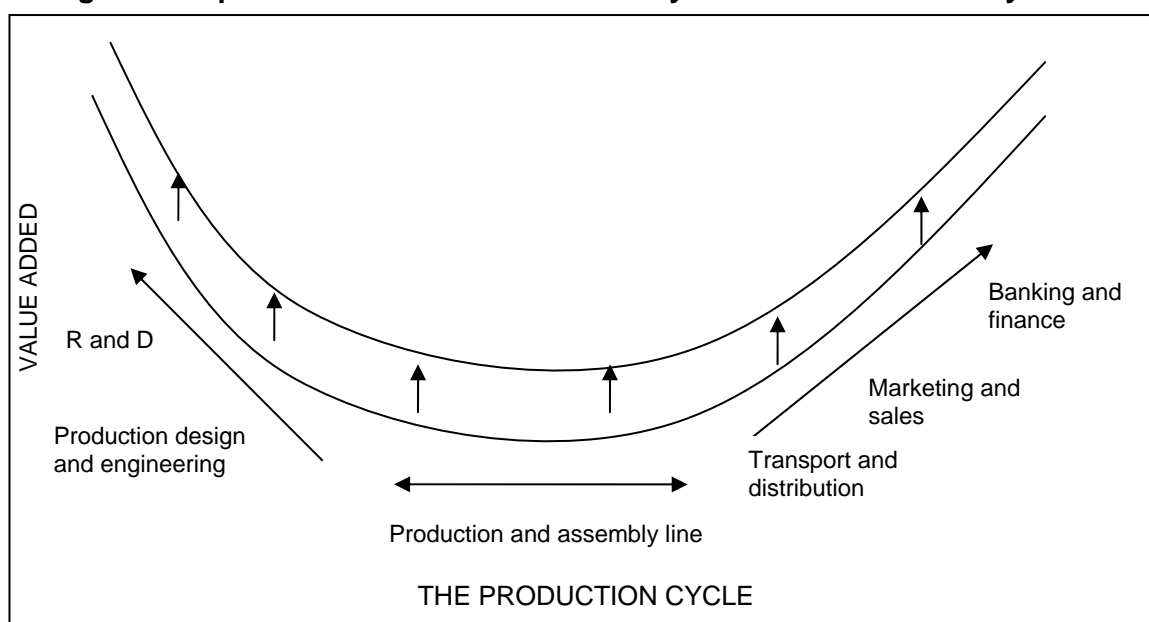 VALUE ADDED
R and D
Production design
and engineering
Production and assembly line
Transport and
distribution
Marketing and
sales
Banking and
finance
THE PRODUCTION CYCLE